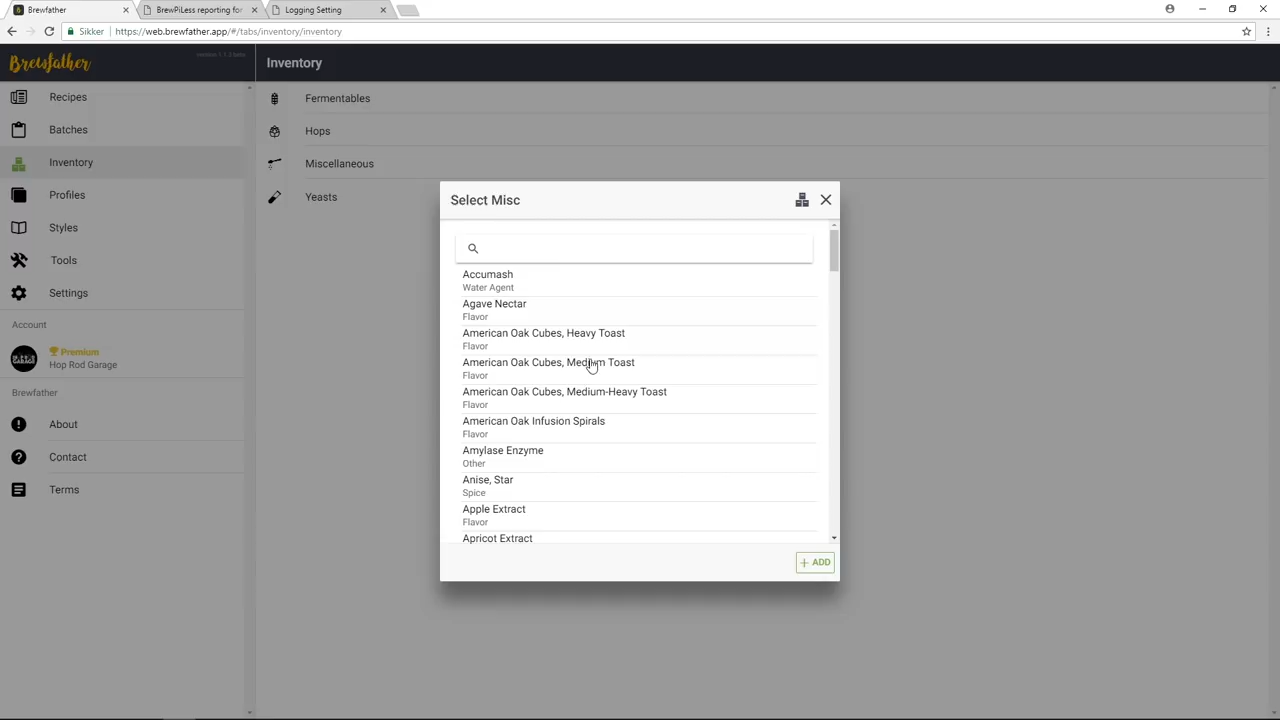 Brewfather
BrewPiLess reporting for
Logging Setting
Sikker
https://web.brewfather.app/#/tabs/inventory/inventory
Brewfather
Inventory
Recipes
Batches
Inventory
Profiles
Styles
Tools
Settings
Account
Premium
Hop Rod Garage
Brewfather
About
Contact
Terms
Fermentables
Hops
Miscellaneous
Yeasts
Select Misc
Accumash
Water Agent
Agave Nectar
Flavor
American Oak Cubes, Heavy Toast
Flavor
American Oak Cubes, Medium Toast
Flavor
American Oak Cubes, Medium-Heavy Toast
Flavor
American Oak Infusion Spirals
Flavor
Amylase Enzyme
Other
Anise, Star
Spice
Apple Extract
Flavor
Apricot Extract
+ ADD